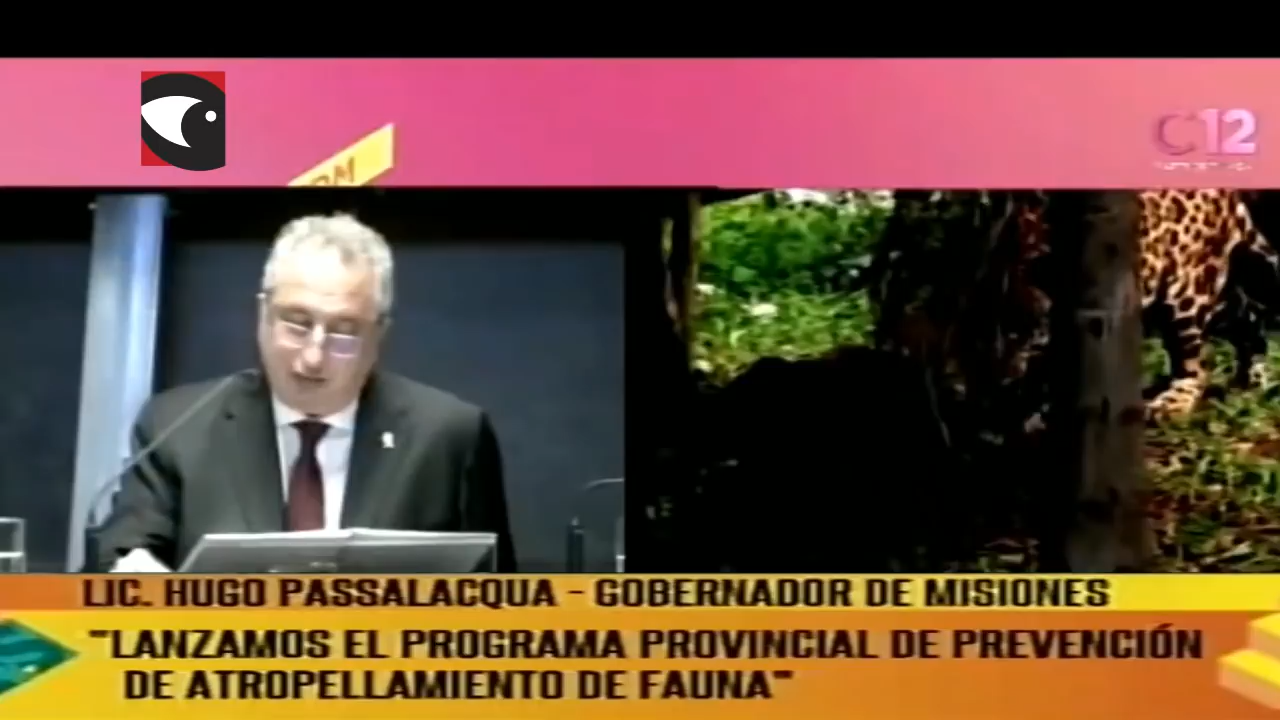 C12
LIC. HUGO PASSALACQUA - GOBERNADOR DE MISIONES
"LANZAMOS EL PROGRAMA PROVINCIAL DE PREVENCIÓN
DE ATROPELLAMIENTO DE FAUNA"